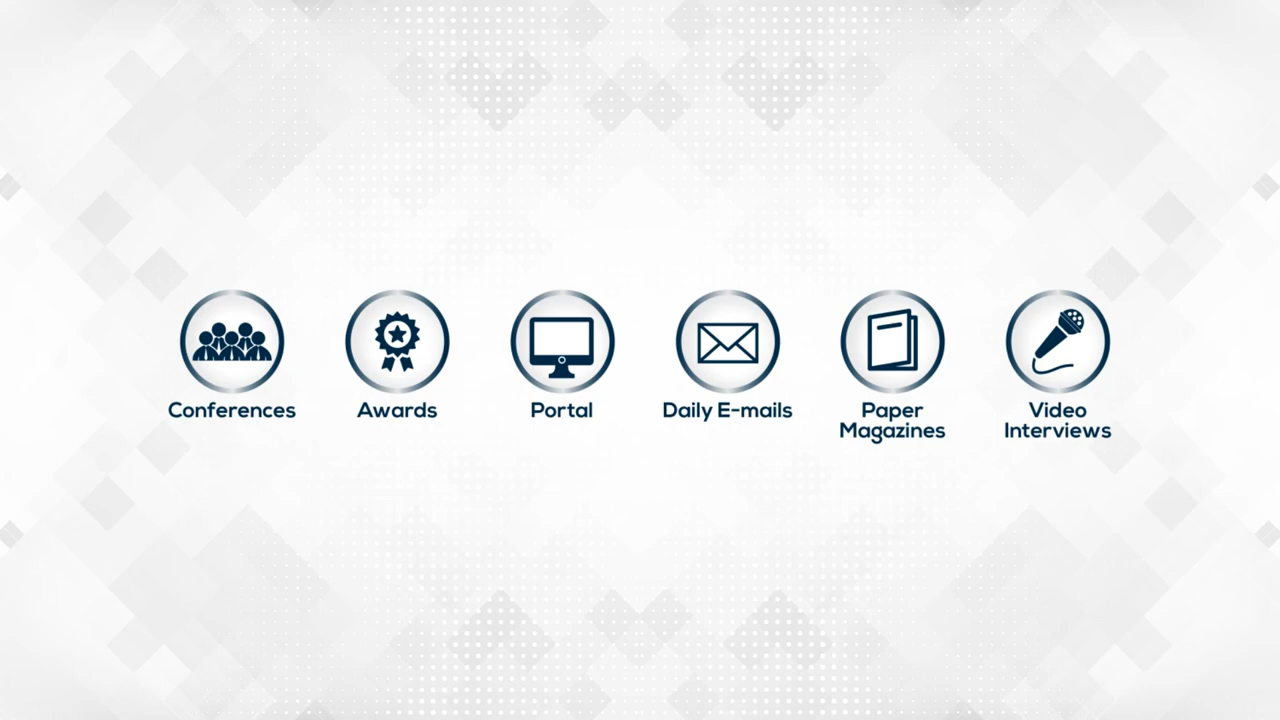 Conferences
Awards
Portal
Daily E-mails
Paper
Magazines
Video
Interviews